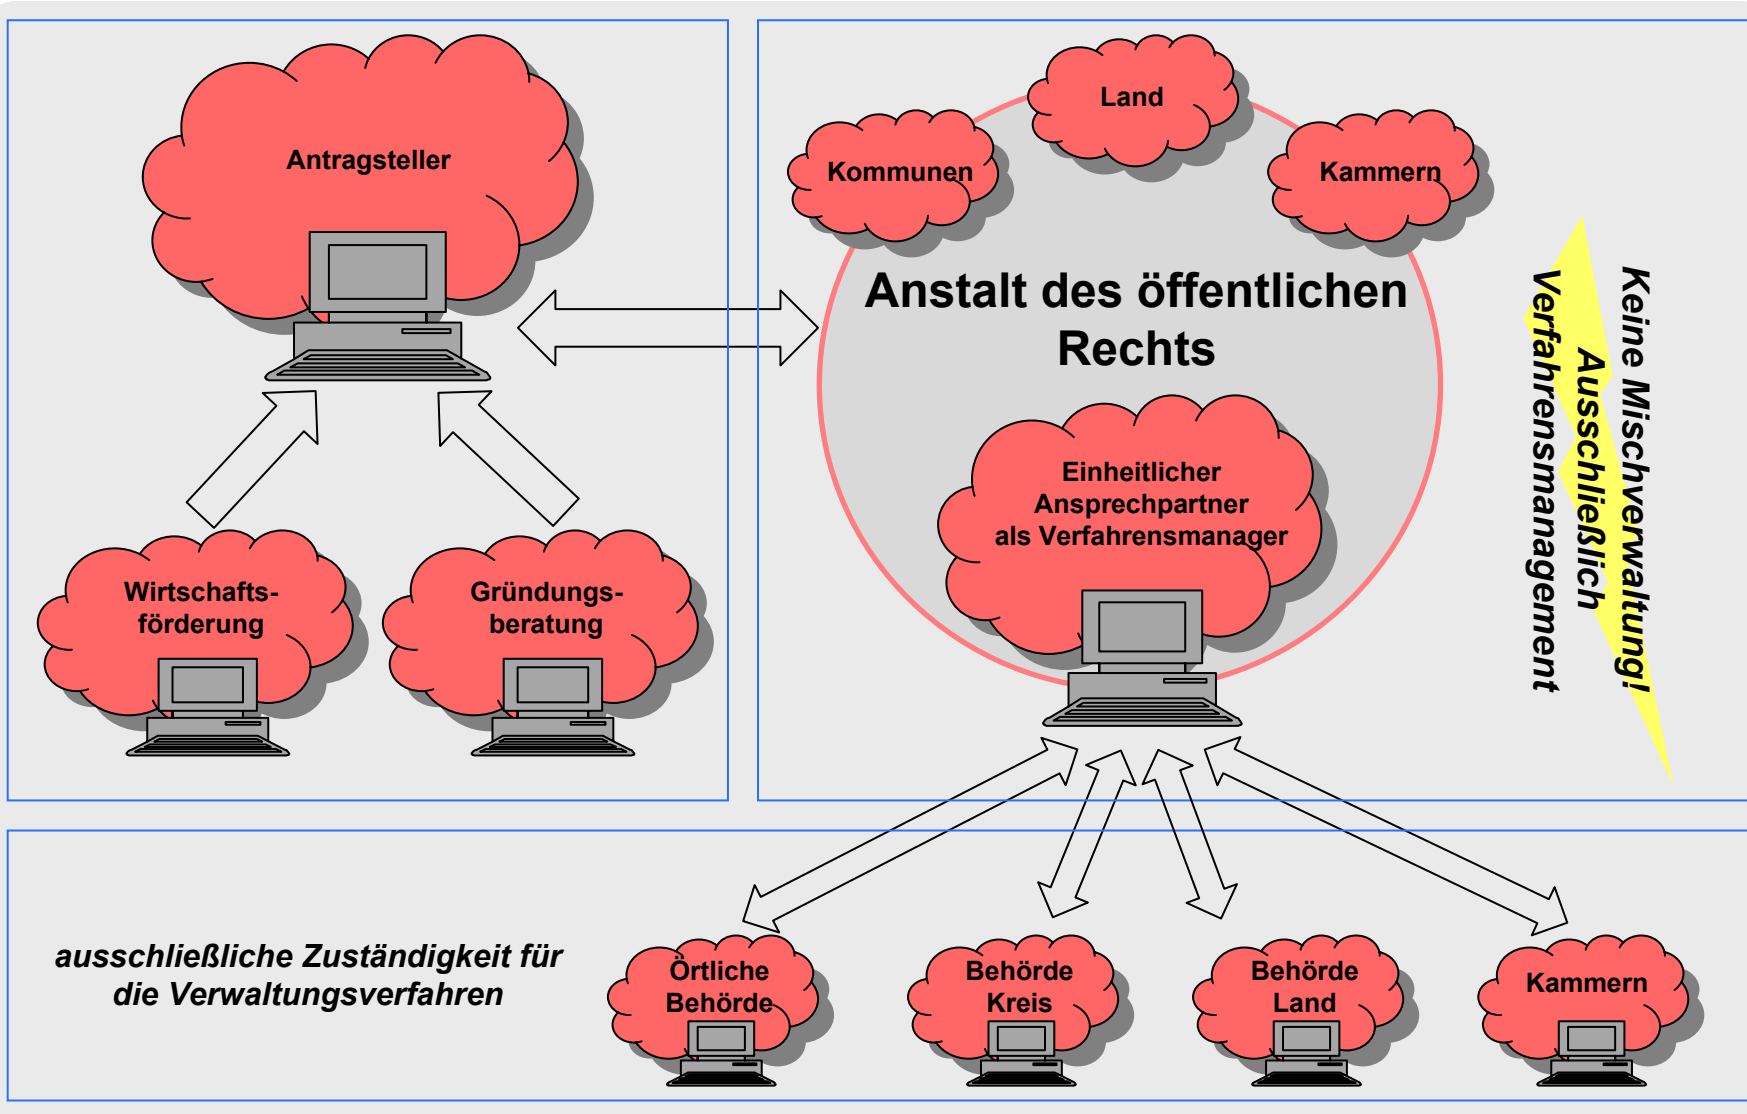 Antragsteller
Wirtschafts-
förderung
Gründungs-
beratung
Land
Kommunen
Kammern
Anstalt des öffentlichen
Rechts
Einheitlicher
Ansprechpartner
als Verfahrensmanager
Keine Mischverwaltung!
Ausschließlich
Verfahrensmanagement
ausschließliche Zuständigkeit für
die Verwaltungsverfahren
Örtliche
Behörde
Behörde
Kreis
Behörde
Land
Kammern